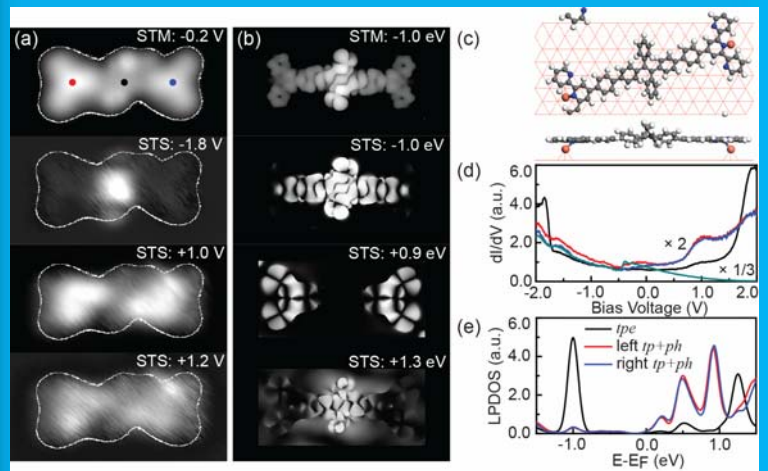 (a)
STM: -0.2 V
STS: -1.8 V
STS: +1.0 V
STS: +1.2 V
(b)
STM: -1.0 eV
STS: -1.0 eV
STS: +0.9 eV
STS: +1.3 eV
(c)
(d)
dI/dV (a.u.)
6.0
4.0
2.0
0.0
× 2
× 1/3
-2.0
-1.0
0.0
1.0
2.0
Bias Voltage (V)
(e)
LPDOS (a.u.)
6.0
4.0
2.0
0.0
tpe
left tp+ph
right tp+ph
-1.0
0.0
1.0
E-EF (eV)